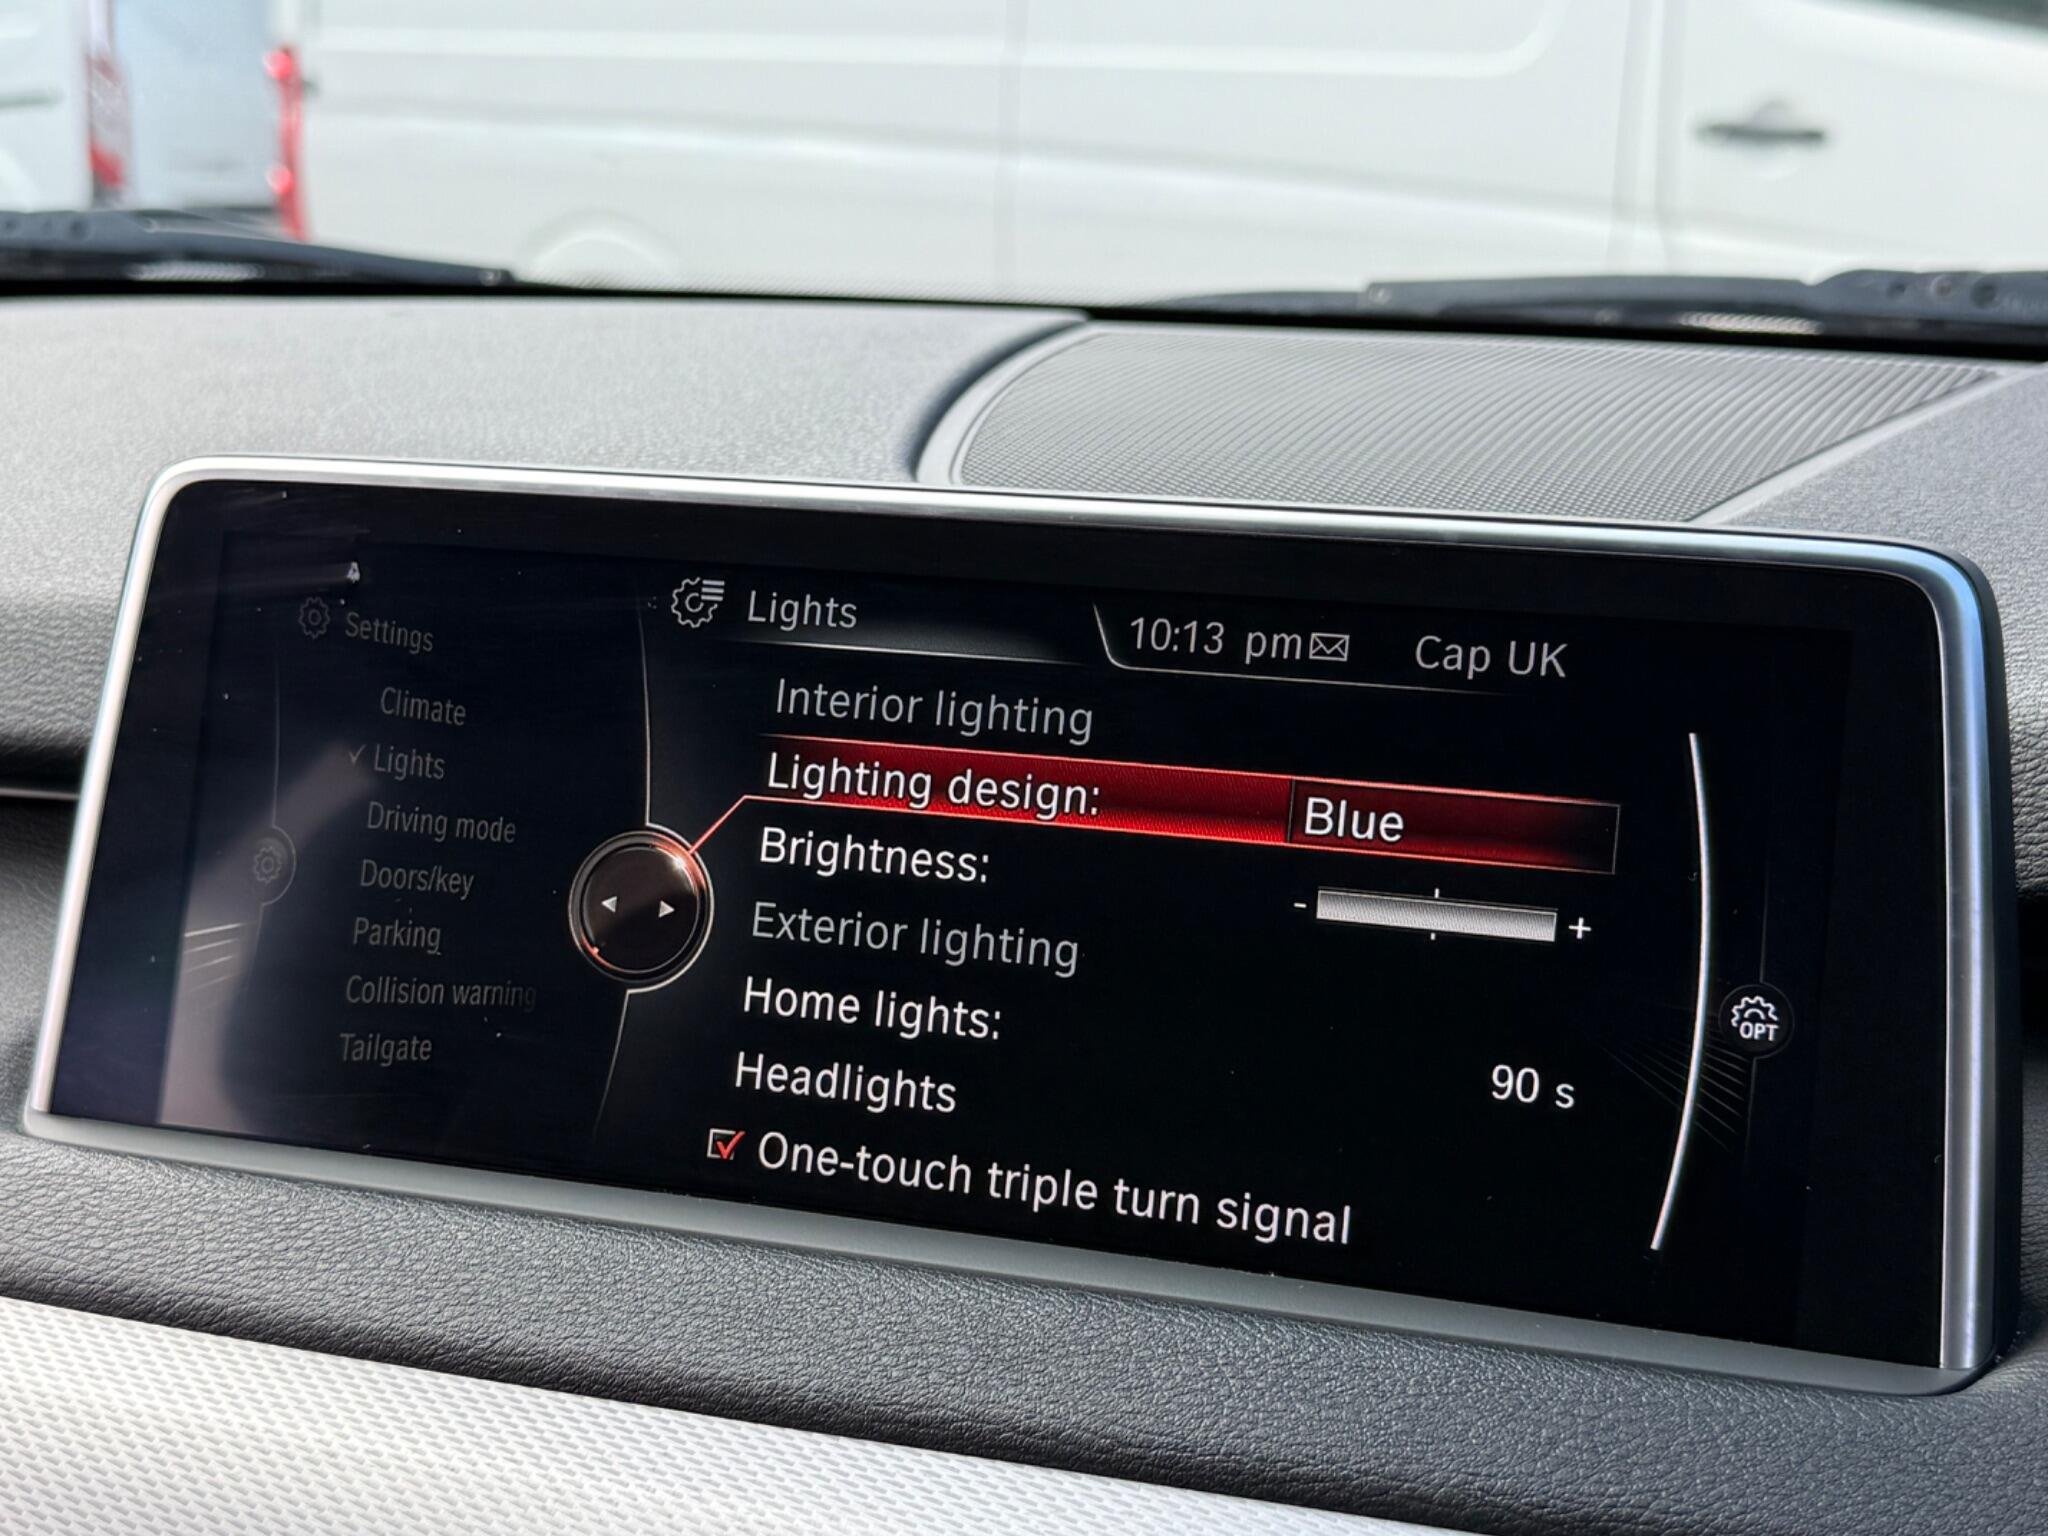 Settings
Climate
Lights
Driving mode
Doors/key
Parking
Collision warning
Tailgate
Lights
10:13 pm
Cap UK
Interior lighting
Lighting design: Blue
Brightness: - +
Exterior lighting
Home lights:
90 s
Headlights
One-touch triple turn signal
OPT